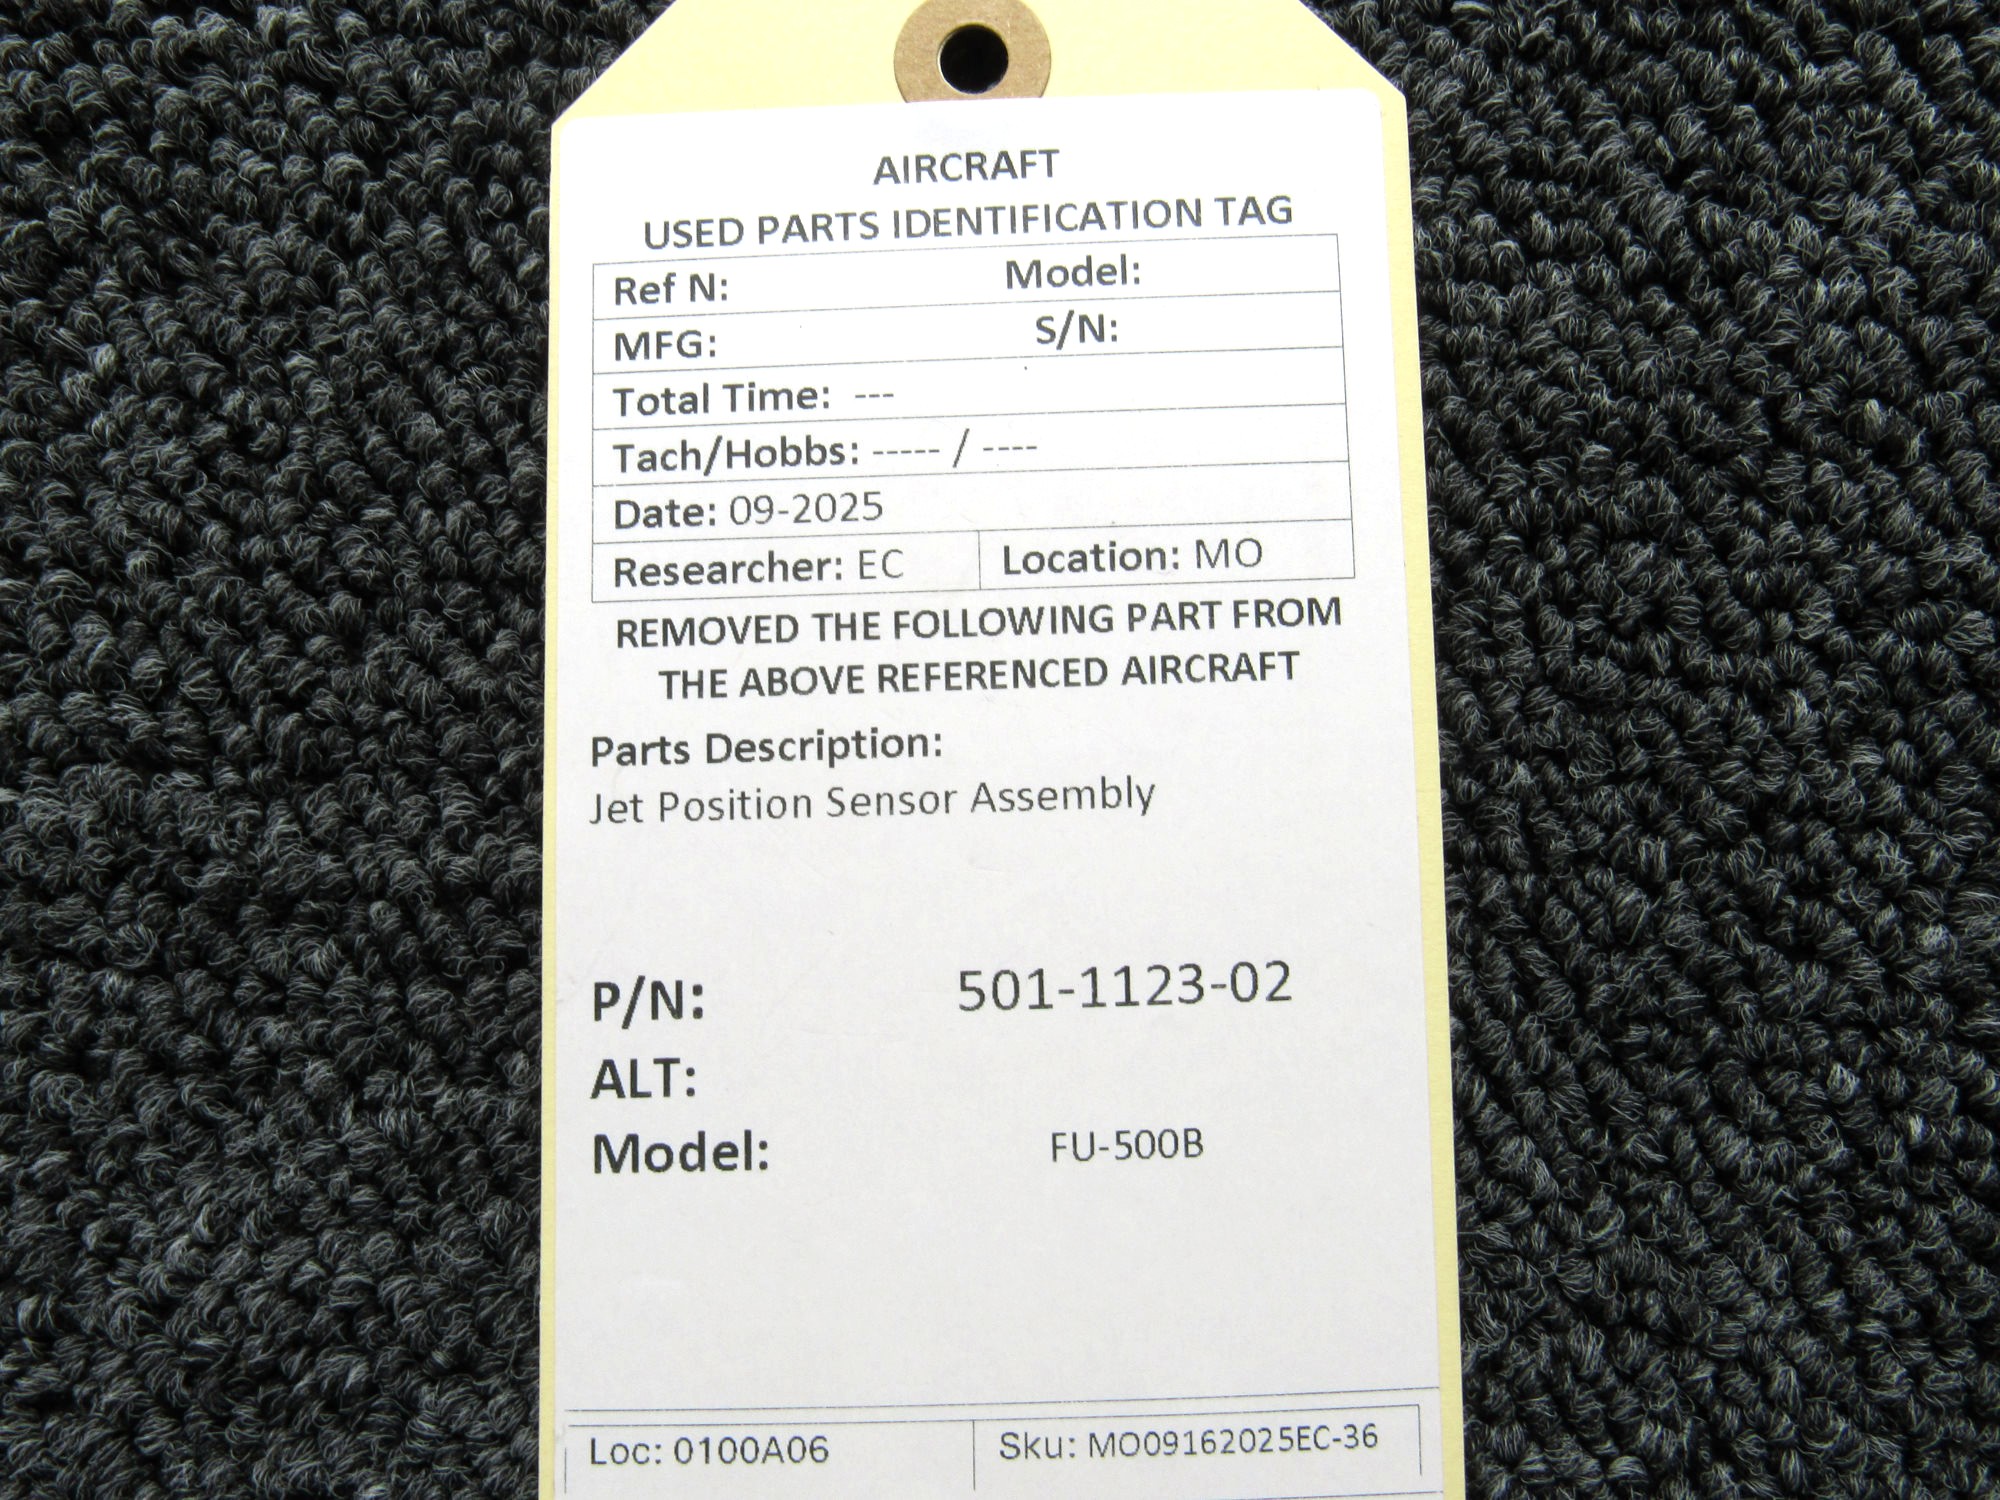 AIRCRAFT
USED PARTS IDENTIFICATION TAG
Ref N: Model:
MFG: S/N:
Total Time: ---
Tach/Hobbs: ----- / ----
Date: 09-2025
Researcher: EC Location: MO
REMOVED THE FOLLOWING PART FROM
THE ABOVE REFERENCED AIRCRAFT
Parts Description:
Jet Position Sensor Assembly
P/N: 501-1123-02
ALT:
Model: FU-500B
Loc: 0100A06 Sku: MO09162025EC-36